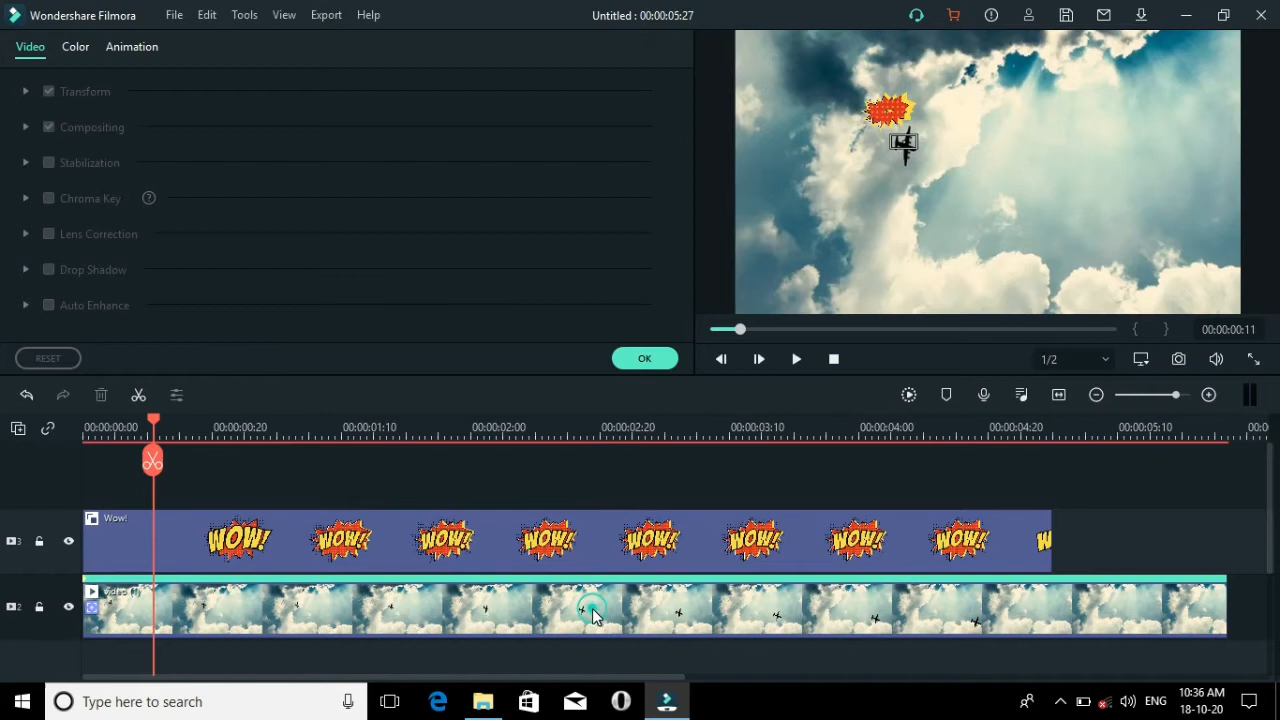 Wondershare Filmora File Edit Tools View Export Help Untitled : 00:00:05:27
Video Color Animation
Transform
Compositing
Stabilization
Chroma Key ?
Lens Correction
Drop Shadow
Auto Enhance
RESET OK
{ } 00:00:00:11
1/2
00:00:00:00 00:00:00:20 00:00:01:10 00:00:02:00 00:00:02:20 00:00:03:10 00:00:04:00 00:00:04:20 00:00:05:10 00:0
Wow!
WOW! WOW! WOW! WOW! WOW! WOW! WOW! WOW! W
3
video (1)
2
Type here to search
ENG
10:36 AM
18-10-20